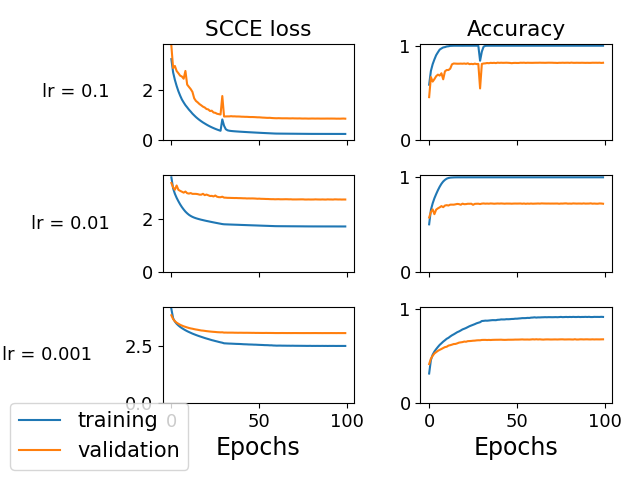 SCCE loss Accuracy
lr = 0.1
2
0
1
0
lr = 0.01
2
0
1
0
lr = 0.001
2.5
0.0
1
0
0 50 100
0 50 100
Epochs Epochs
training
validation